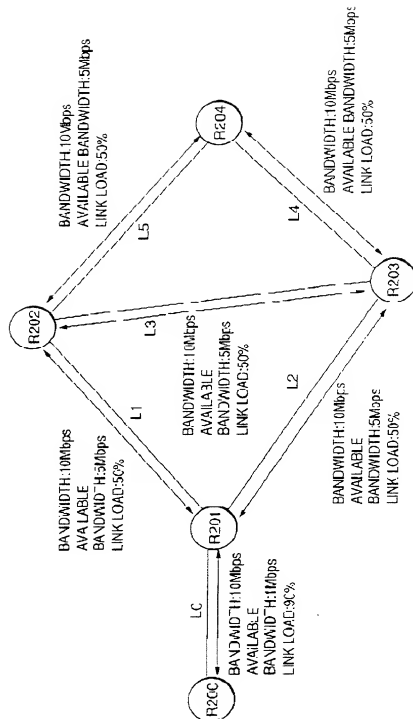 R200
L0
BANDWIDTH:10Mbps
AVAILABLE
BANDWIDTH:1Mbps
LINK LOAD:90%
R201
BANDWIDTH:10Mbps
AVAILABLE
BANDWIDTH:5Mbps
LINK LOAD:50%
L1
R202
BANDWIDTH:10Mbps
AVAILABLE
BANDWIDTH:5Mbps
LINK LOAD:50%
L3
L2
BANDWIDTH:10Mbps
AVAILABLE
BANDWIDTH:5Mbps
LINK LOAD:50%
R203
BANDWIDTH:10Mbps
AVAILABLE BANDWIDTH:5Mbps
LINK LOAD:50%
L5
R204
L4
BANDWIDTH:10Mbps
AVAILABLE BANDWIDTH:5Mbps
LINK LOAD:50%